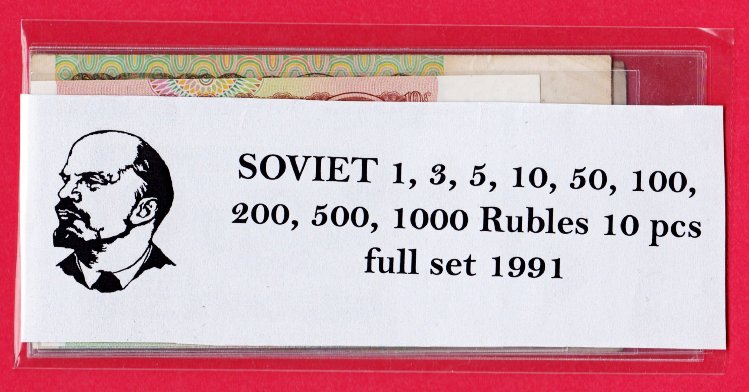 SOVIET 1, 3, 5, 10, 50, 100,
200, 500, 1000 Rubles 10 pcs
full set 1991